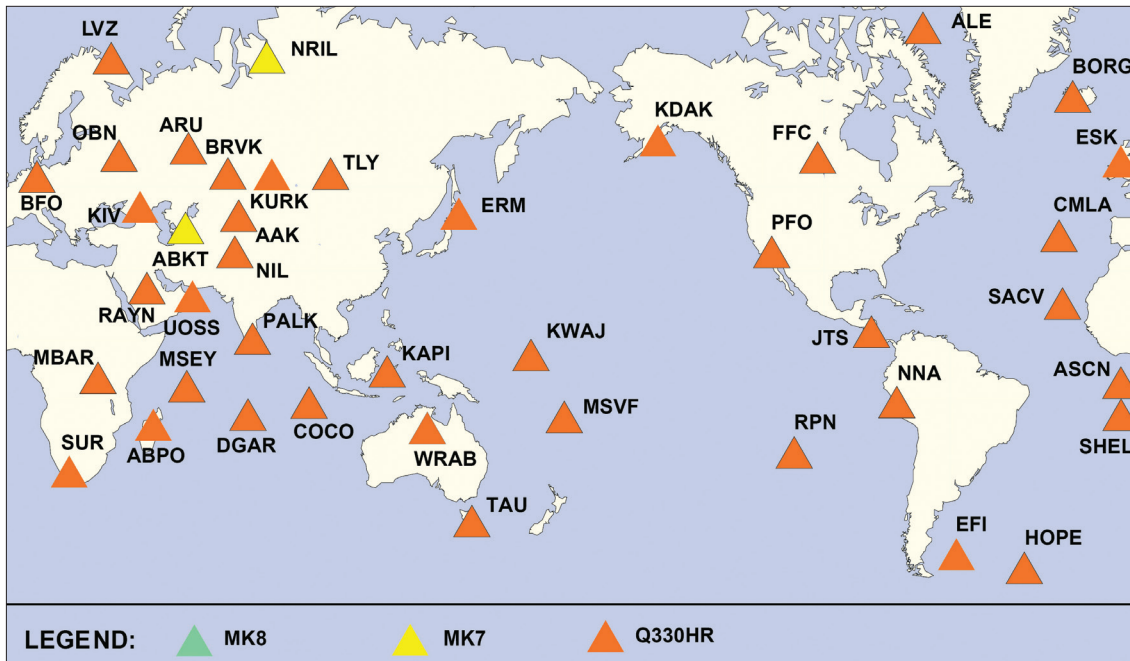 LVZ
NRIL
ALE
BORG
OBN
ARU
BRVK
TLY
KDAK
FFC
ESK
BFO
KIV
KURK
ERM
CMLA
PFO
AAK
ABKT
NIL
RAYN
UOSS
PALK
SACV
JTS
KWAJ
MBAR
MSEY
KAPI
NNA
ASCN
MSVF
RPN
SUR
ABPO
DGAR
COCO
WRAB
SHEL
TAU
EFI
HOPE
LEGEND: MK8 MK7 Q330HR